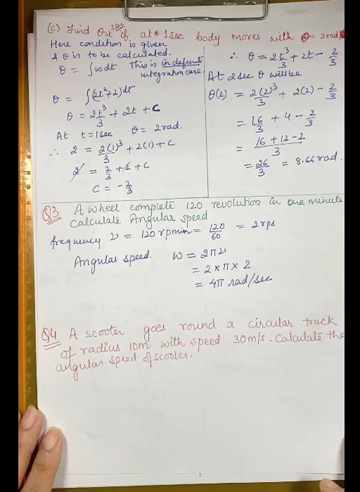 (c) Find θ at 2sec if at 1sec body moves with θ = 2rad
Here condition is given
& θ is to be calculated.
θ = ∫ω dt This is indefinite
integration case.
θ = ∫(2t²+2)dt
θ = 2t³/3 + 2t + C
At t=1sec θ = 2rad.
∴ 2 = 2(1)³/3 + 2(1) + C
2 = 2/3 + 2 + C
C = -2/3
∴ θ = 2t³/3 + 2t - 2/3
At 2sec θ will be
θ(2) = 2(2)³/3 + 2(2) - 2/3
= 16/3 + 4 - 2/3
= 16 + 12 - 2/3
= 26/3 = 8.66 rad.
Q3 A wheel complete 120 revolution in one minute
Calculate Angular speed
frequency ν = 120 rpmin = 120/60 = 2rps
Angular speed. ω = 2πν
= 2×π×2
= 4π rad/sec
Q4 A scooter goes round a circular track
of radius 10m with speed 30m/s. Calculate the
angular speed of scooter.